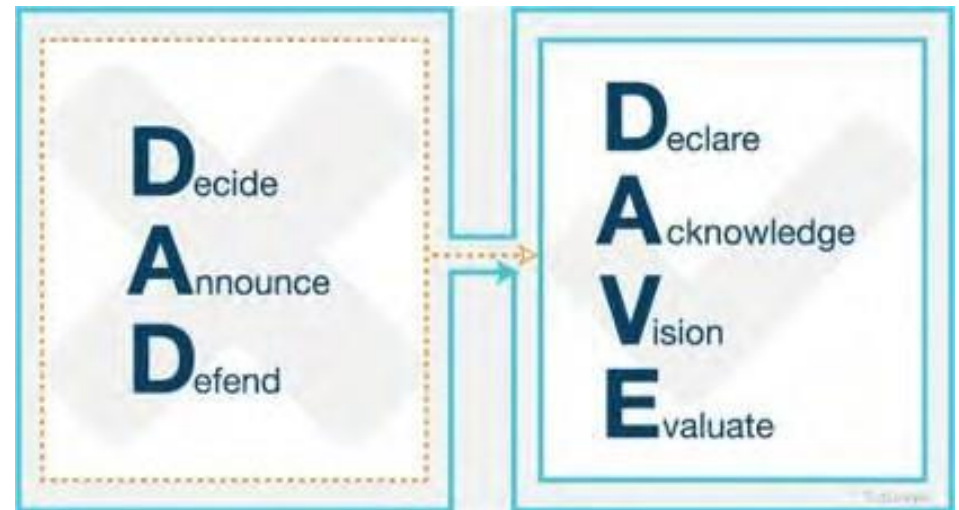 Decide
Announce
Defend
Declare
Acknowledge
Vision
Evaluate